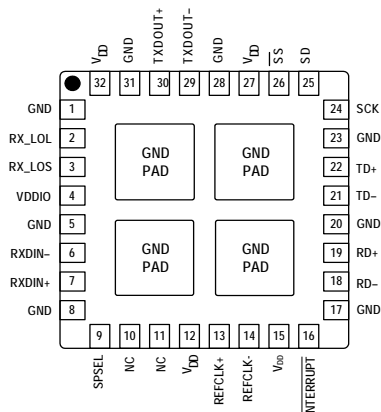 VDD GND TXDOUT+ TXDOUT– GND VDD SS SD
32 31 30 29 28 27 26 25
GND 1
RX_LOL 2
RX_LOS 3
VDDIO 4
GND 5
RXDIN– 6
RXDIN+ 7
GND 8
GND PAD
GND PAD
GND PAD
GND PAD
24 SCK
23 GND
22 TD+
21 TD–
20 GND
19 RD+
18 RD–
17 GND
9 10 11 12 13 14 15 16
SPSEL NC NC VDD REFCLK+ REFCLK- VDD INTERRUPT